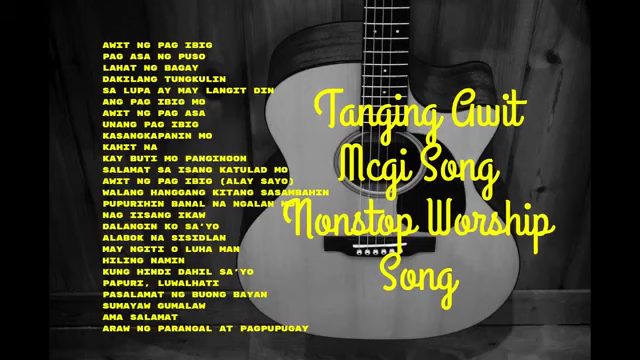 AWIT NG PAG IBIG
PAG ASA NG PUSO
LAHAT NG BAGAY
DAKILANG TUNGKULIN
SA LUPA AY MAY LANGIT DIN
ANG PAG IBIG MO
AWIT NG PAG ASA
UNANG PAG IBIG
KASANGKAPANIN MO
KAHIT NA
KAY BUTI MO PANGINOON
SALAMAT SA ISANG KATULAD MO
AWIT NG PAG IBIG (ALAY SAYO)
WALANG HANGGANG KITANG SASAMBAHIN
PUPURIHIN BANAL NA NGALAN MO
NAG IISANG IKAW
DALANGIN KO SA'YO
ALABOK NA SISIDLAN
MAY NGITI O LUHA MAN
HILING NAMIN
KUNG HINDI DAHIL SA'YO
PAPURI, LUWALHATI
PASALAMAT NG BUONG BAYAN
SUMAYAW GUMALAW
AMA SALAMAT
ARAW NG PARANGAL AT PAGPUPUGAY
Tanging Awit
Mcgi Song
Nonstop Worship
Song